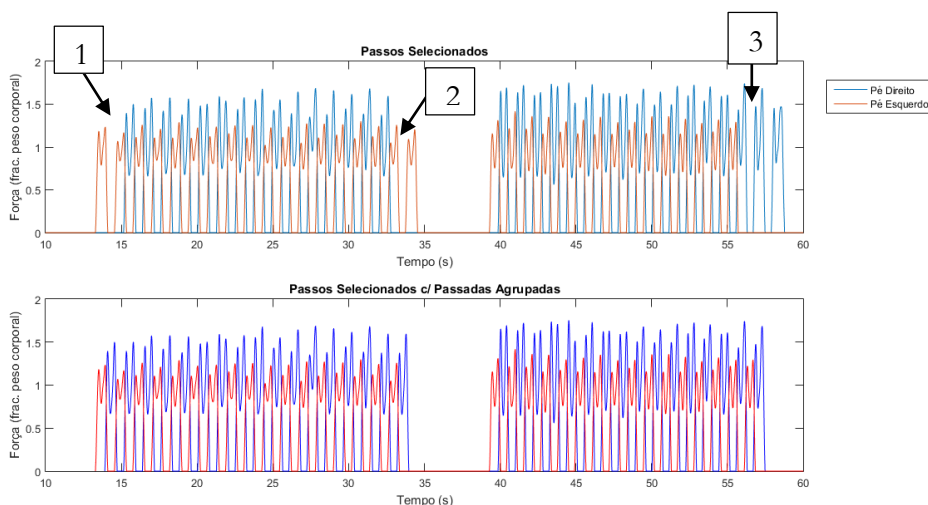 1
2
3
Passos Selecionados
Força (frac. peso corporal)
2
1.5
1
0.5
0
10 15 20 25 30 35 40 45 50 55 60
Tempo (s)
Pé Direito
Pé Esquerdo
Passos Selecionados c/ Passadas Agrupadas
Força (frac. peso corporal)
2
1.5
1
0.5
0
10 15 20 25 30 35 40 45 50 55 60
Tempo (s)